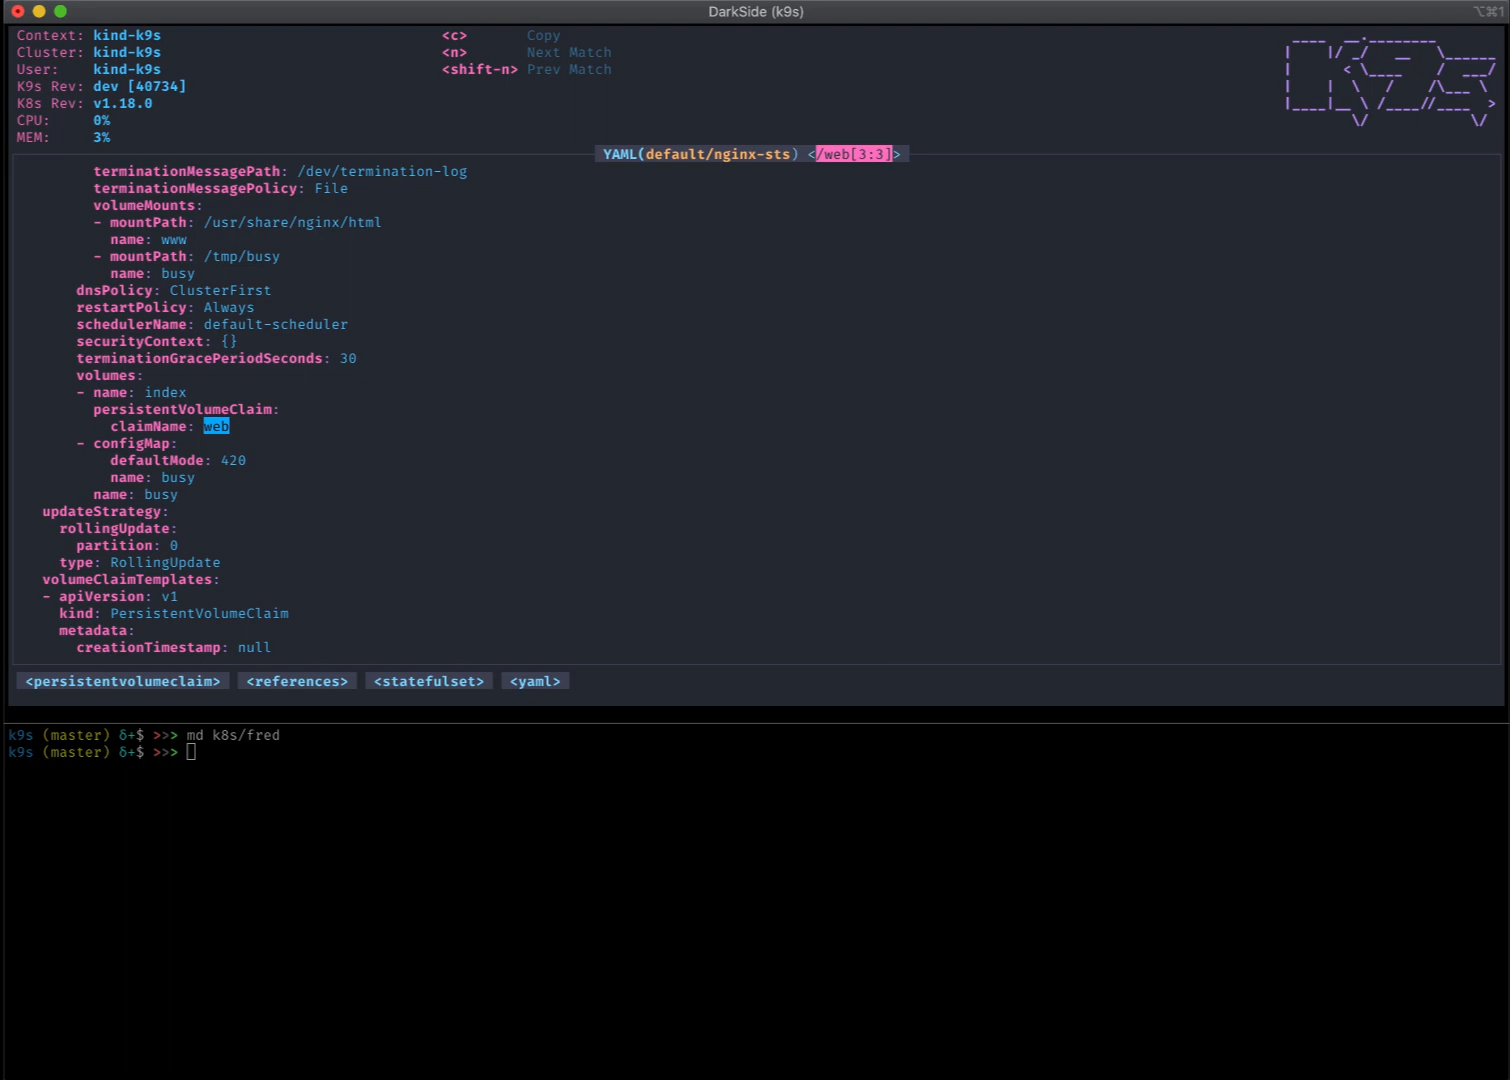 DarkSide (k9s)
⌥⌘1
Context: kind-k9s <c> Copy
Cluster: kind-k9s <n> Next Match
User: kind-k9s <shift-n> Prev Match
K9s Rev: dev [40734]
K8s Rev: v1.18.0
CPU: 0%
MEM: 3%
YAML(default/nginx-sts) </web[3:3]>
terminationMessagePath: /dev/termination-log
terminationMessagePolicy: File
volumeMounts:
- mountPath: /usr/share/nginx/html
name: www
- mountPath: /tmp/busy
name: busy
dnsPolicy: ClusterFirst
restartPolicy: Always
schedulerName: default-scheduler
securityContext: {}
terminationGracePeriodSeconds: 30
volumes:
- name: index
persistentVolumeClaim:
claimName: web
- configMap:
defaultMode: 420
name: busy
name: busy
updateStrategy:
rollingUpdate:
partition: 0
type: RollingUpdate
volumeClaimTemplates:
- apiVersion: v1
kind: PersistentVolumeClaim
metadata:
creationTimestamp: null
<persistentvolumeclaim> <references> <statefulset> <yaml>
k9s (master) δ+$ >>> md k8s/fred
k9s (master) δ+$ >>>